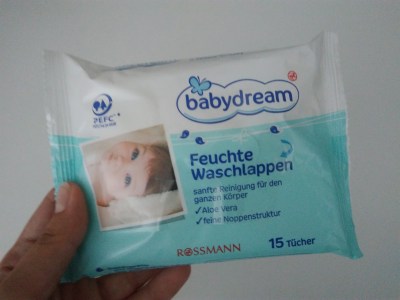 babydream
PEFC
Feuchte
Waschlappen
sanfte Reinigung für den
ganzen Körper
✓Aloe Vera
✓feine Noppenstruktur
ROSSMANN
15 Tücher